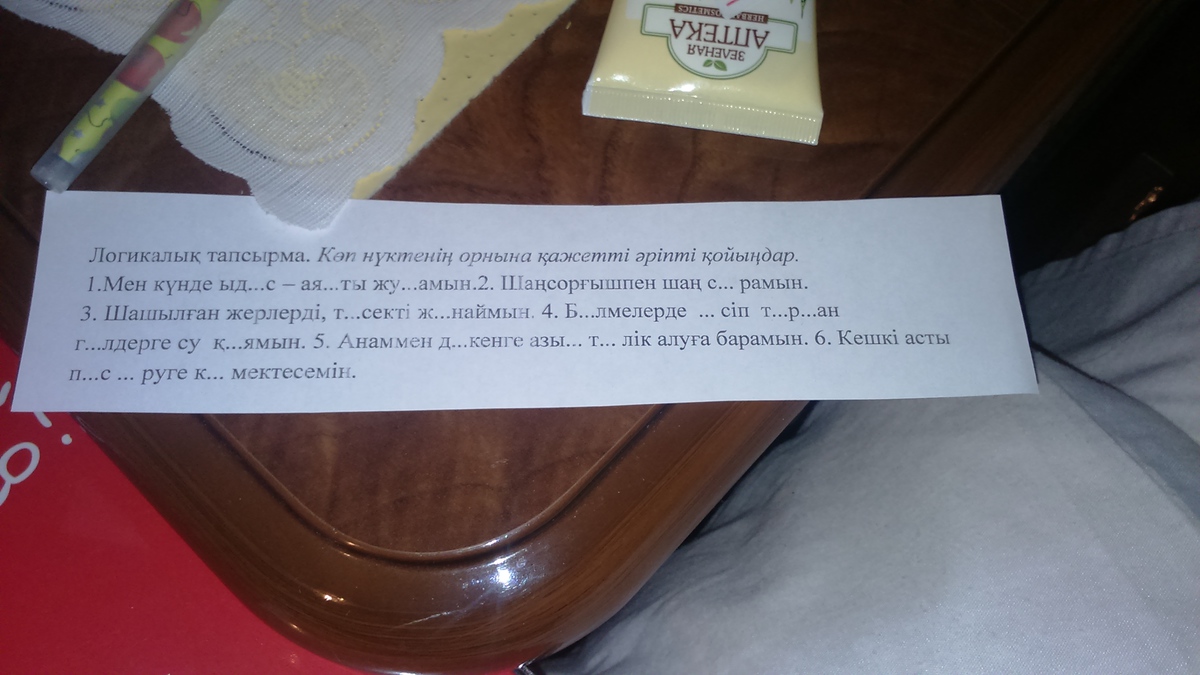 ЗЕЛЕНАЯ
АПТЕКА
Логикалық тапсырма. Көп нүктенің орнына қажетті әріпті қойыңдар.
1.Мен күнде ыд...с – ая...ты жу...амын.2. Шаңсорғышпен шаң с... рамын.
3. Шашылған жерлерді, т...секті ж...наймын. 4. Б...лмелерде ... сіп т...р...ан
г...лдерге су қ...ямын. 5. Анаммен д...кенге азы... т... лік алуға барамын. 6. Кешкі асты
п...с ... руге к... мектесемін.